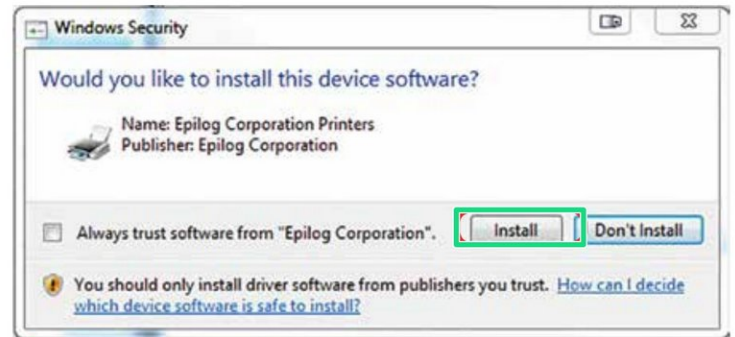 Windows Security
Would you like to install this device software?
Name: Epilog Corporation Printers
Publisher: Epilog Corporation
Always trust software from "Epilog Corporation". Install Don't Install
You should only install driver software from publishers you trust. How can I decide
which device software is safe to install?